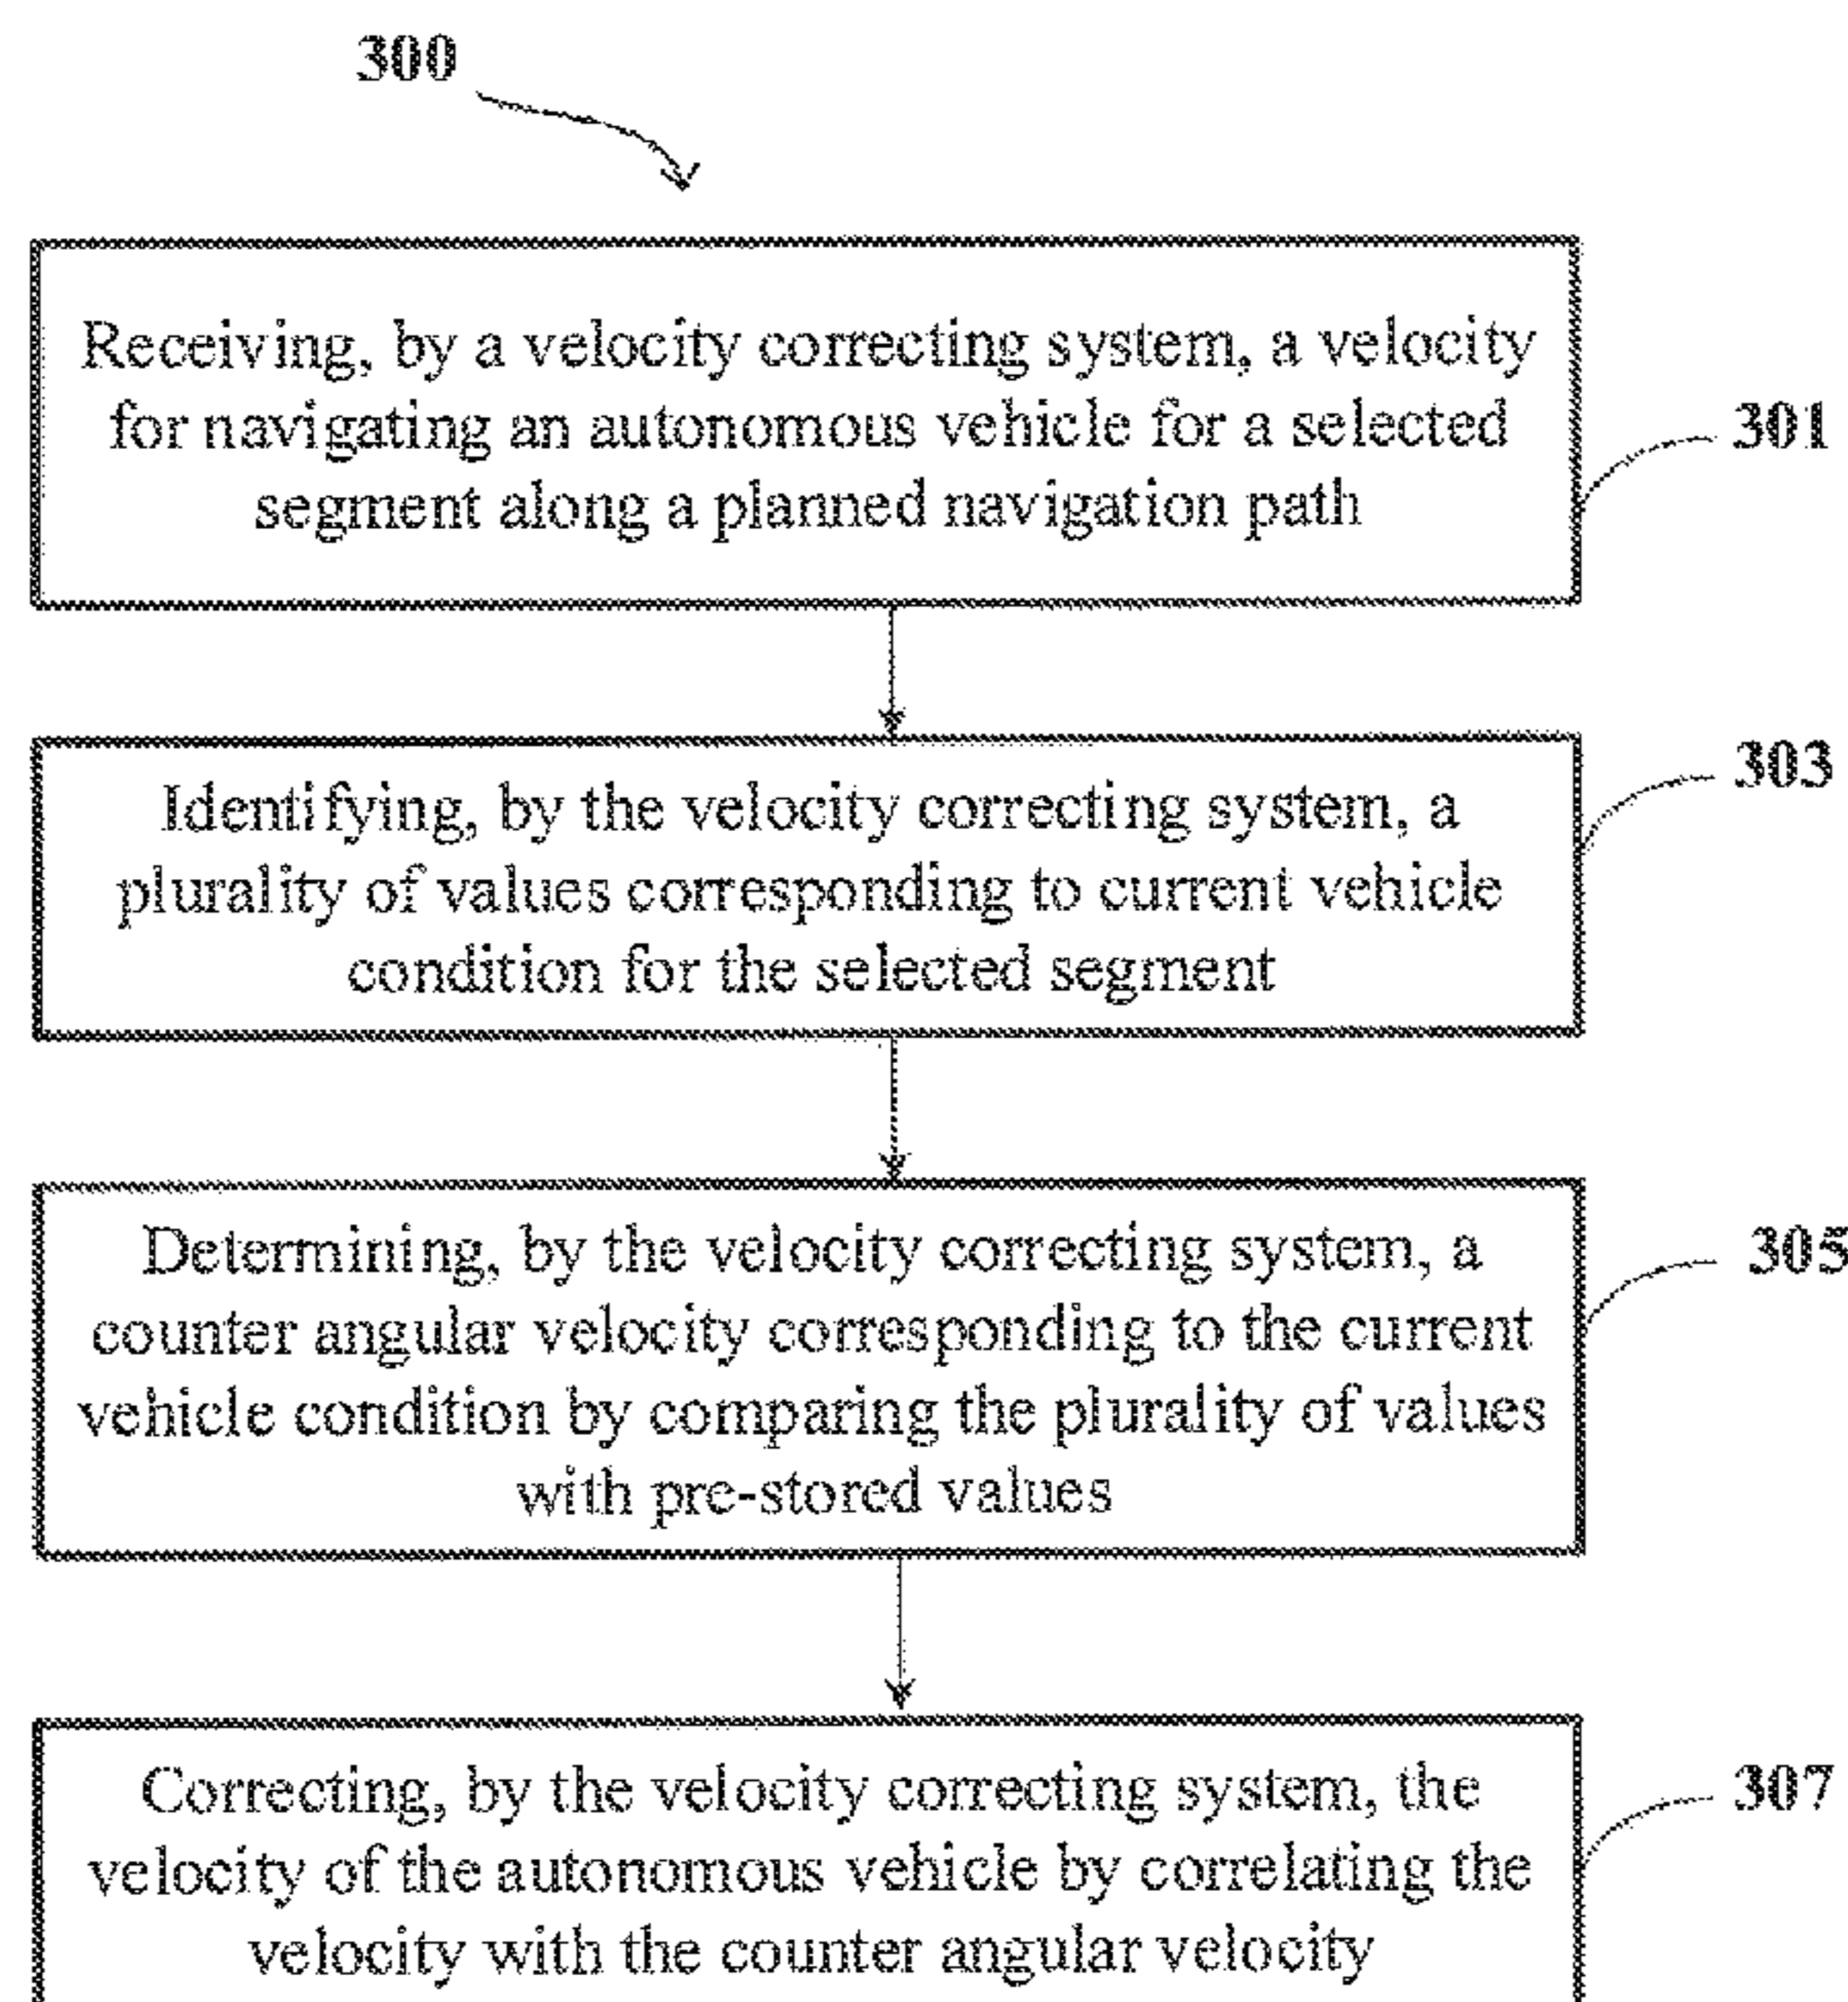 300
Receiving, by a velocity correcting system, a velocity
for navigating an autonomous vehicle for a selected
segment along a planned navigation path
301
Identifying, by the velocity correcting system, a
plurality of values corresponding to current vehicle
condition for the selected segment
303
Determining, by the velocity correcting system, a
counter angular velocity corresponding to the current
vehicle condition by comparing the plurality of values
with pre-stored values
305
Correcting, by the velocity correcting system, the
velocity of the autonomous vehicle by correlating the
velocity with the counter angular velocity
307